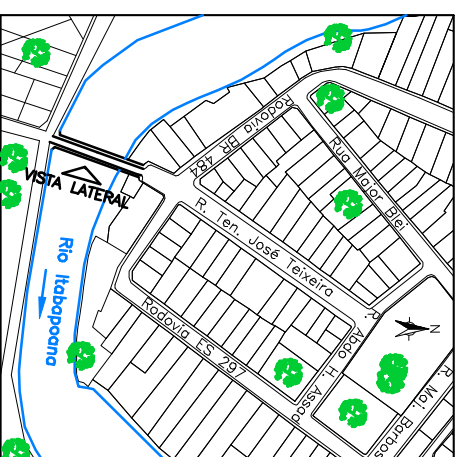 Rodovia BR 484
Rua Major Blei
VISTA LATERAL
R. Ten. José Teixeira
Rio Itabapoana
Rodovia ES 297
R. Abdo H. Assad
N
R. Maj.
Barbos